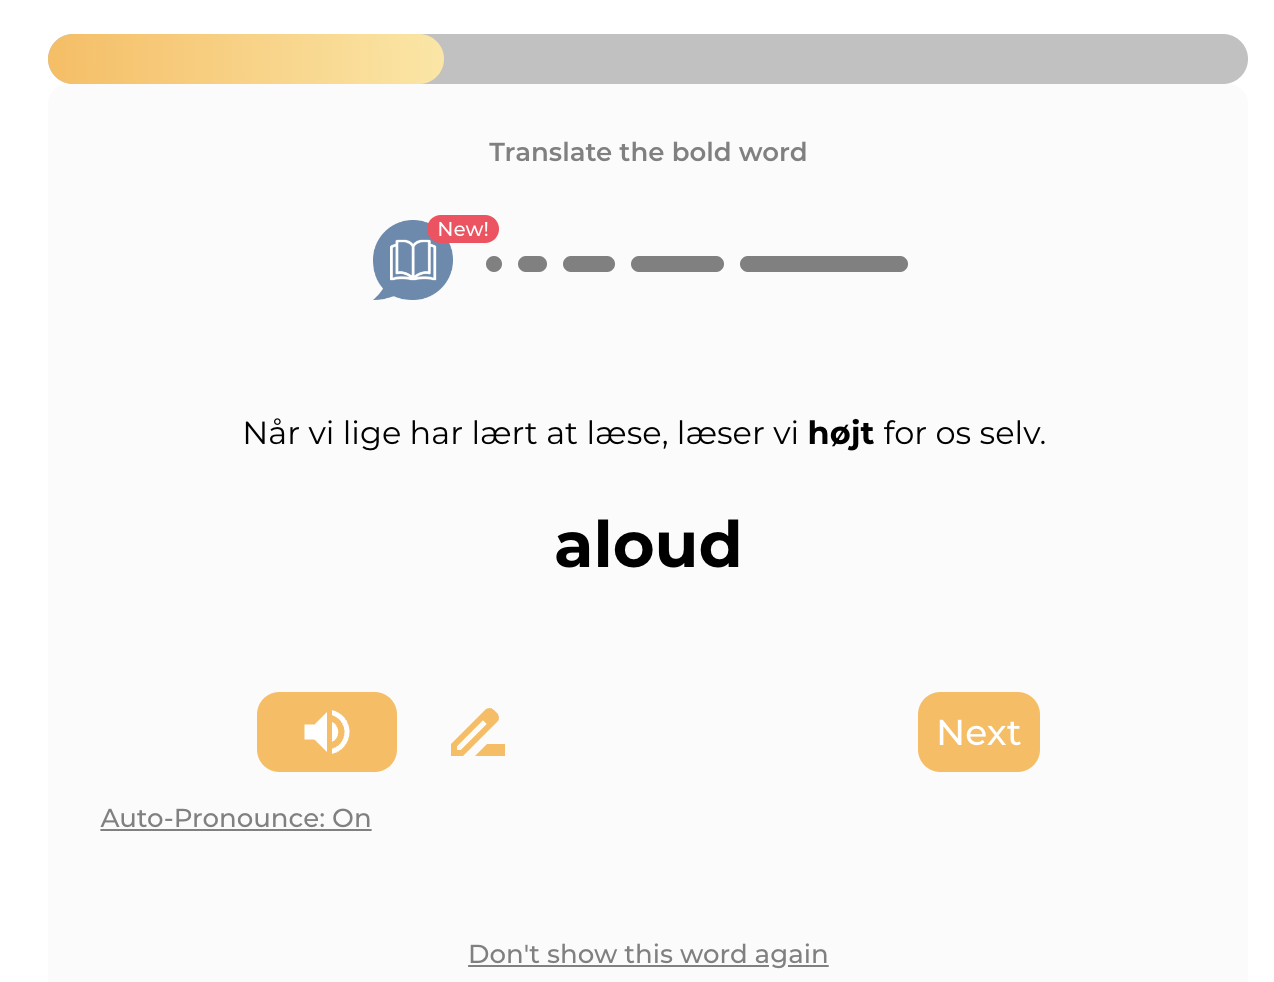 Translate the bold word
New!
Når vi lige har lært at læse, læser vi højt for os selv.
aloud
Next
Auto-Pronounce: On
Don't show this word again